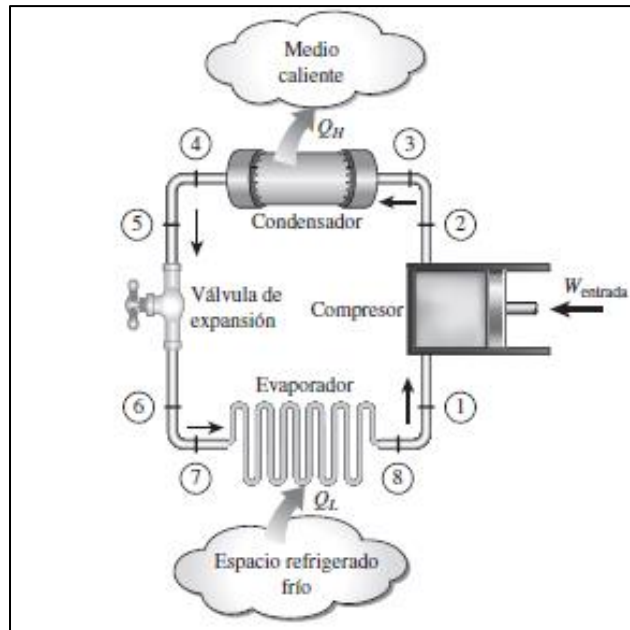 Medio
caliente
Q_H
4
3
Condensador
5
2
Válvula de
expansión
Compresor
W_entrada
Evaporador
6
1
7
8
Q_L
Espacio refrigerado
frío